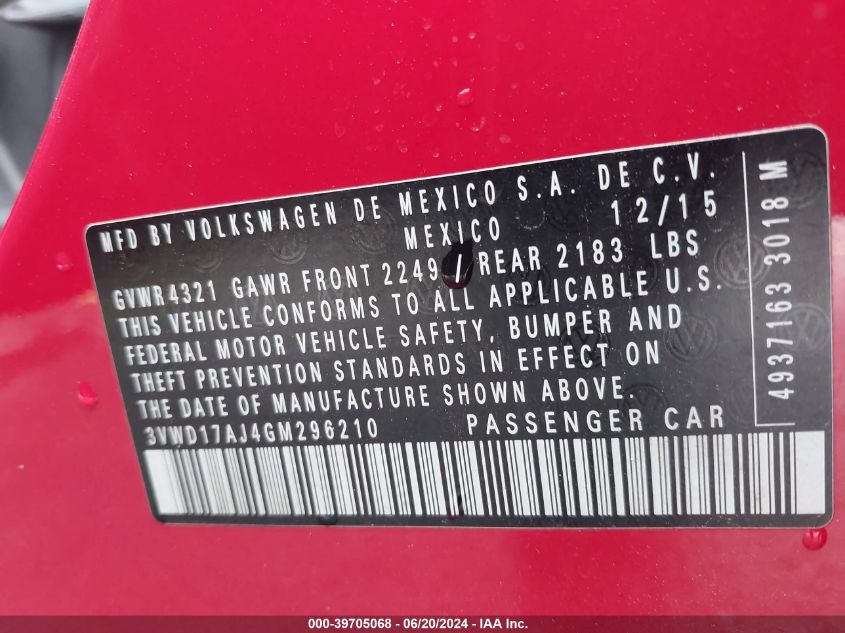 MFD BY VOLKSWAGEN DE MEXICO S.A. DE C.V.
MEXICO 12/15
GVWR4321 GAWR FRONT 2249 / REAR 2183 LBS
THIS VEHICLE CONFORMS TO ALL APPLICABLE U.S.
FEDERAL MOTOR VEHICLE SAFETY, BUMPER AND
THEFT PREVENTION STANDARDS IN EFFECT ON
THE DATE OF MANUFACTURE SHOWN ABOVE.
3VWD17AJ4GM296210 PASSENGER CAR
4937163 3018 M
000-39705068 - 06/20/2024 - IAA Inc.